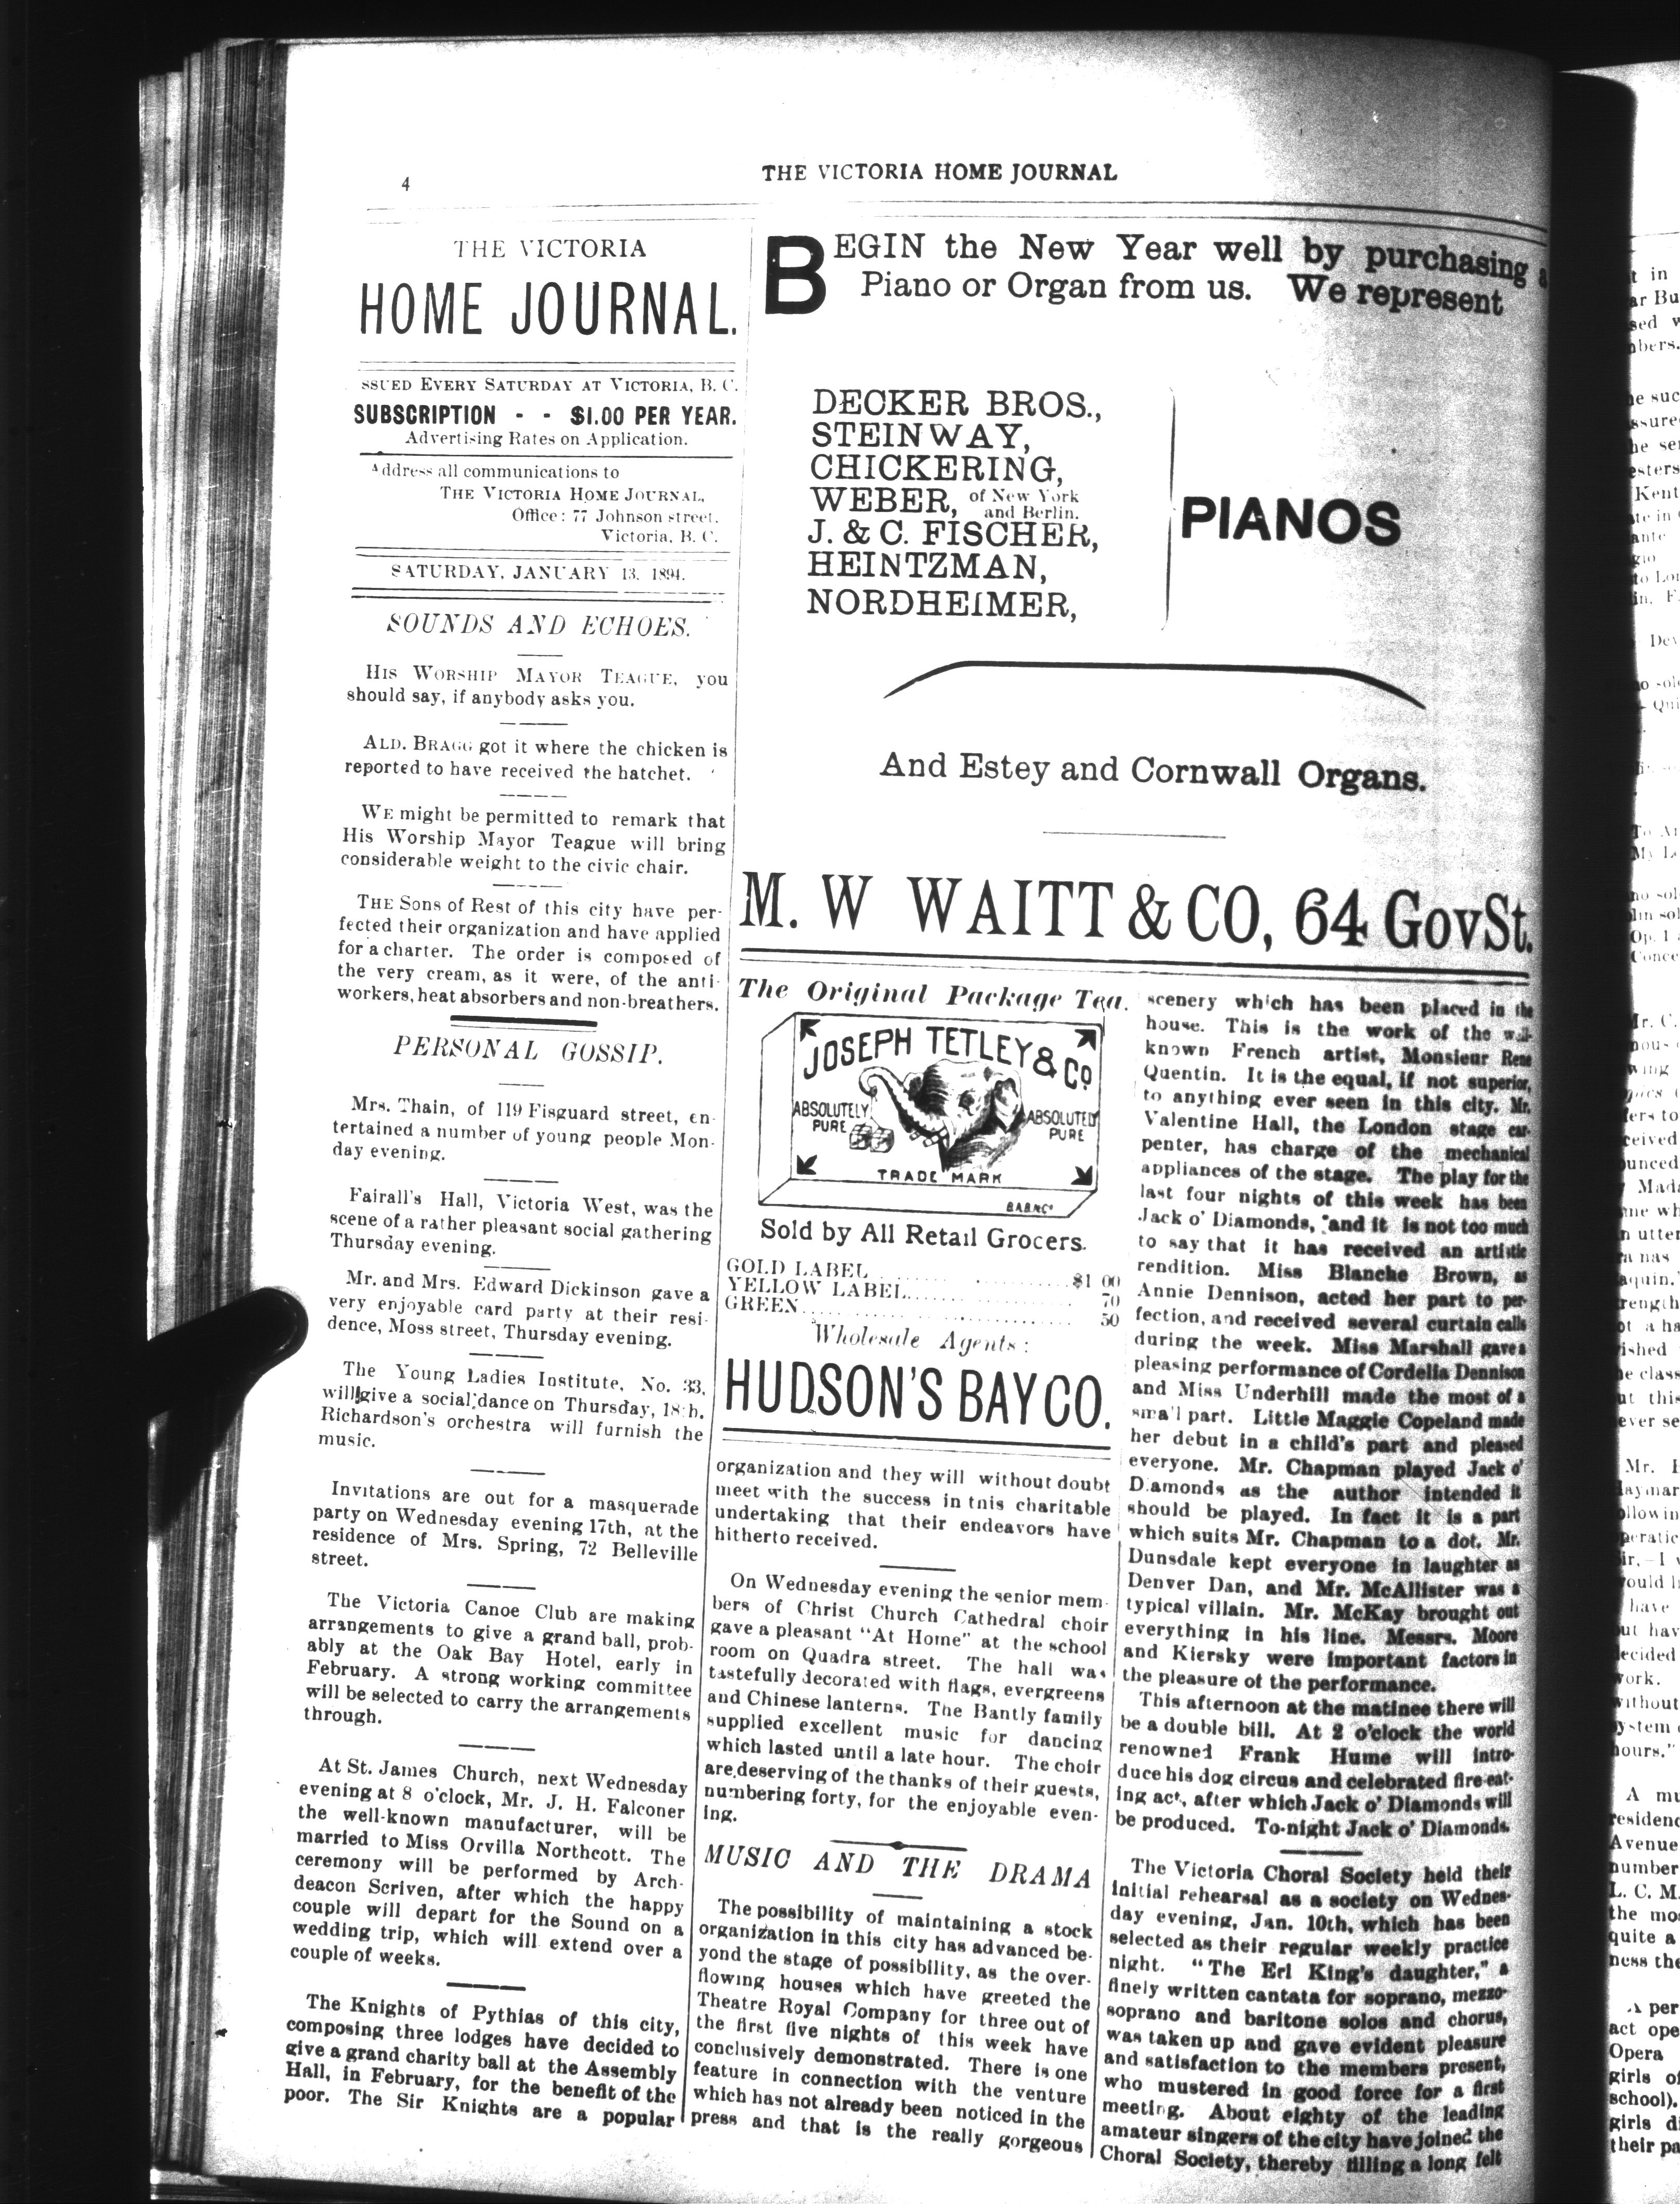 4
THE VICTORIA HOME JOURNAL
THE VICTORIA
HOME JOURNAL.
SSUED EVERY SATURDAY AT VICTORIA, B. C.
SUBSCRIPTION - - $1.00 PER YEAR.
Advertising Rates on Application.
Address all communications to
THE VICTORIA HOME JOURNAL,
Office: 77 Johnson street.
Victoria, B. C.
SATURDAY, JANUARY 13, 1894.
SOUNDS AND ECHOES.
HIS WORSHIP MAYOR TEAGUE, you
should say, if anybody asks you.
ALD. BRAGG got it where the chicken is
reported to have received the hatchet.
WE might be permitted to remark that
His Worship Mayor Teague will bring
considerable weight to the civic chair.
THE Sons of Rest of this city have per-
fected their organization and have applied
for a charter. The order is composed of
the very cream, as it were, of the anti-
workers, heat absorbers and non-breathers.
PERSONAL GOSSIP.
Mrs. Thain, of 119 Fisguard street, en-
tertained a number of young people Mon-
day evening.
Fairall's Hall, Victoria West, was the
scene of a rather pleasant social gathering
Thursday evening.
Mr. and Mrs. Edward Dickinson gave a
very enjoyable card party at their resi-
dence, Moss street, Thursday evening.
The Young Ladies Institute, No. 33,
will give a social dance on Thursday, 18th.
Richardson's orchestra will furnish the
music.
Invitations are out for a masquerade
party on Wednesday evening 17th, at the
residence of Mrs. Spring, 72 Belleville
street.
The Victoria Canoe Club are making
arrangements to give a grand ball, prob-
ably at the Oak Bay Hotel, early in
February. A strong working committee
will be selected to carry the arrangements
through.
At St. James Church, next Wednesday
evening at 8 o'clock, Mr. J. H. Falconer
the well-known manufacturer, will be
married to Miss Orvilla Northcott. The
ceremony will be performed by Arch-
deacon Scriven, after which the happy
couple will depart for the Sound on a
wedding trip, which will extend over a
couple of weeks.
The Knights of Pythias of this city,
composing three lodges have decided to
give a grand charity ball at the Assembly
Hall, in February, for the benefit of the
poor. The Sir Knights are a popular
BEGIN the New Year well by purchasing a
Piano or Organ from us. We represent
DECKER BROS.,
STEINWAY,
CHICKERING,
WEBER, of New York
and Berlin.
J. & C. FISCHER,
HEINTZMAN,
NORDHEIMER,
PIANOS
And Estey and Cornwall Organs.
M. W WAITT & CO, 64 GovSt.
The Original Package Tea.
JOSEPH TETLEY & Co
ABSOLUTELY
PURE
ABSOLUTELY
PURE
TRADE MARK
B.A.B.N.Co
Sold by All Retail Grocers.
GOLD LABEL $1 00
YELLOW LABEL 70
GREEN 50
Wholesale Agents:
HUDSON'S BAY CO.
organization and they will without doubt
meet with the success in tnis charitable
undertaking that their endeavors have
hitherto received.
On Wednesday evening the senior mem-
bers of Christ Church Cathedral choir
gave a pleasant "At Home" at the school
room on Quadra street. The hall was
tastefully decorated with flags, evergreens
and Chinese lanterns. The Bantly family
supplied excellent music for dancing
which lasted until a late hour. The choir
are deserving of the thanks of their guests,
numbering forty, for the enjoyable even-
ing.
MUSIC AND THE DRAMA
The possibility of maintaining a stock
organization in this city has advanced be-
yond the stage of possibility, as the over-
flowing houses which have greeted the
Theatre Royal Company for three out of
the first five nights of this week have
conclusively demonstrated. There is one
feature in connection with the venture
which has not already been noticed in the
press and that is the really gorgeous
scenery which has been placed in the
house. This is the work of the well-
known French artist, Monsieur Rene
Quentin. It is the equal, if not superior,
to anything ever seen in this city. Mr.
Valentine Hall, the London stage car-
penter, has charge of the mechanical
appliances of the stage. The play for the
last four nights of this week has been
Jack o' Diamonds, and it is not too much
to say that it has received an artistic
rendition. Miss Blanche Brown, as
Annie Dennison, acted her part to per-
fection, and received several curtain calls
during the week. Miss Marshall gave a
pleasing performance of Cordelia Dennison
and Miss Underhill made the most of a
small part. Little Maggie Copeland made
her debut in a child's part and pleased
everyone. Mr. Chapman played Jack o'
Diamonds as the author intended it
should be played. In fact it is a part
which suits Mr. Chapman to a dot. Mr.
Dunsdale kept everyone in laughter as
Denver Dan, and Mr. McAllister was a
typical villain. Mr. McKay brought out
everything in his line. Messrs. Moore
and Kiersky were important factors in
the pleasure of the performance.
This afternoon at the matinee there will
be a double bill. At 2 o'clock the world
renowned Frank Hume will intro-
duce his dog circus and celebrated fire-eat-
ing act, after which Jack o' Diamonds will
be produced. To-night Jack o' Diamonds.
The Victoria Choral Society held their
initial rehearsal as a society on Wednes-
day evening, Jan. 10th, which has been
selected as their regular weekly practice
night. "The Erl King's daughter," a
finely written cantata for soprano, mezzo-
soprano and baritone solos and chorus,
was taken up and gave evident pleasure
and satisfaction to the members present,
who mustered in good force for a first
meeting. About eighty of the leading
amateur singers of the city have joined the
Choral Society, thereby filling a long felt